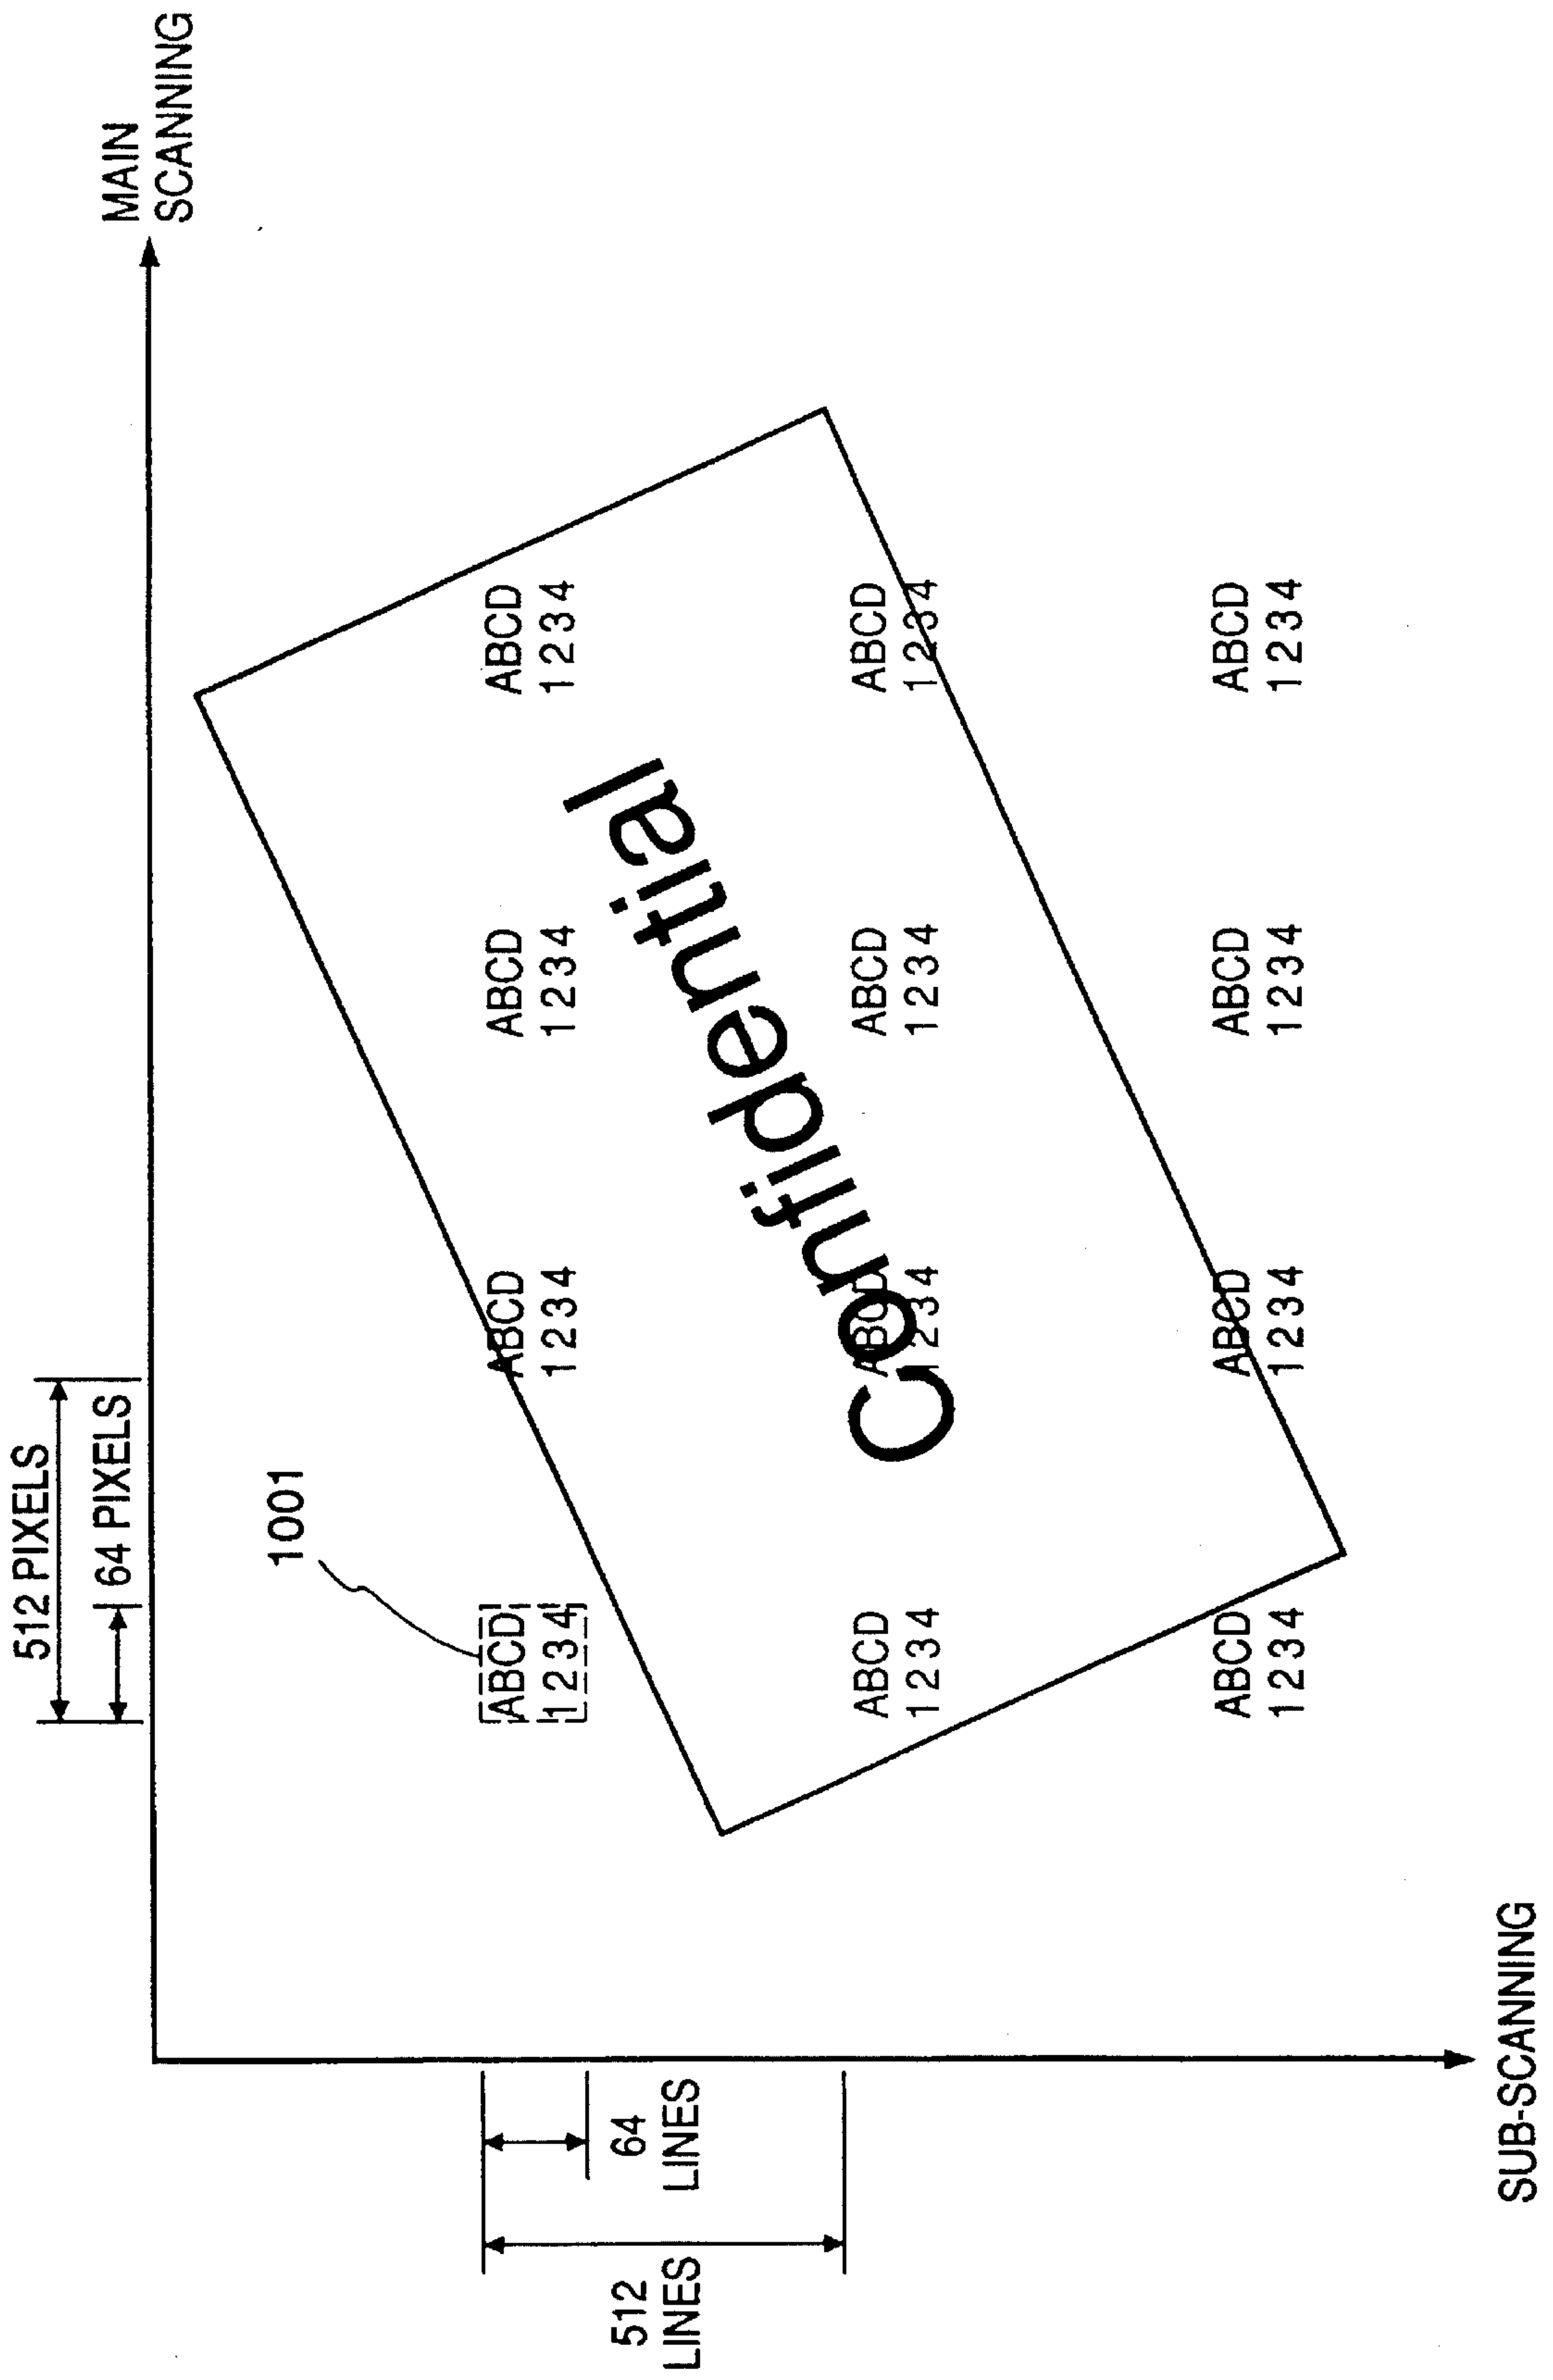 MAIN
SCANNING
512 PIXELS
64 PIXELS
1001
ABCD
1234
ABCD
1234
ABCD
1234
ABCD
1234
Confidential
ABCD
1234
ABCD
1234
ABCD
1234
ABCD
1234
ABCD
1234
ABCD
1234
ABCD
1234
ABCD
1234
64
LINES
512
LINES
SUB-SCANNING